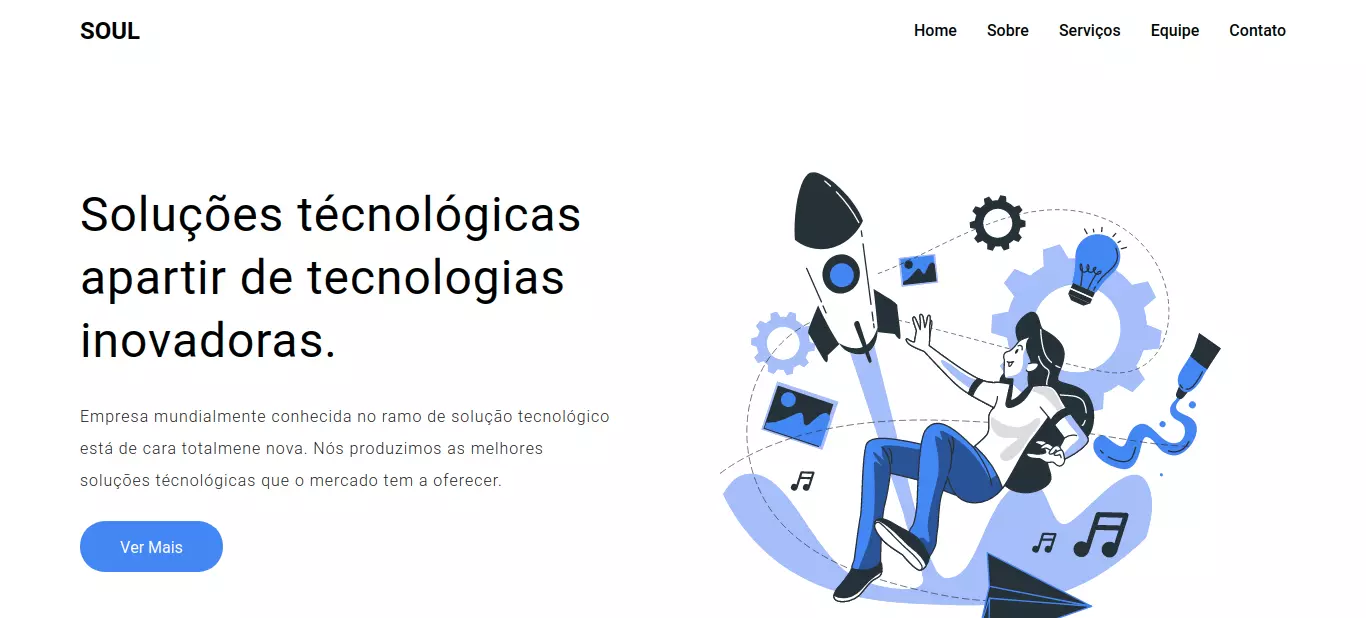 SOUL
Home Sobre Serviços Equipe Contato
Soluções técnológicas
apartir de tecnologias
inovadoras.
Empresa mundialmente conhecida no ramo de solução tecnológico
está de cara totalmene nova. Nós produzimos as melhores
soluções técnológicas que o mercado tem a oferecer.
Ver Mais